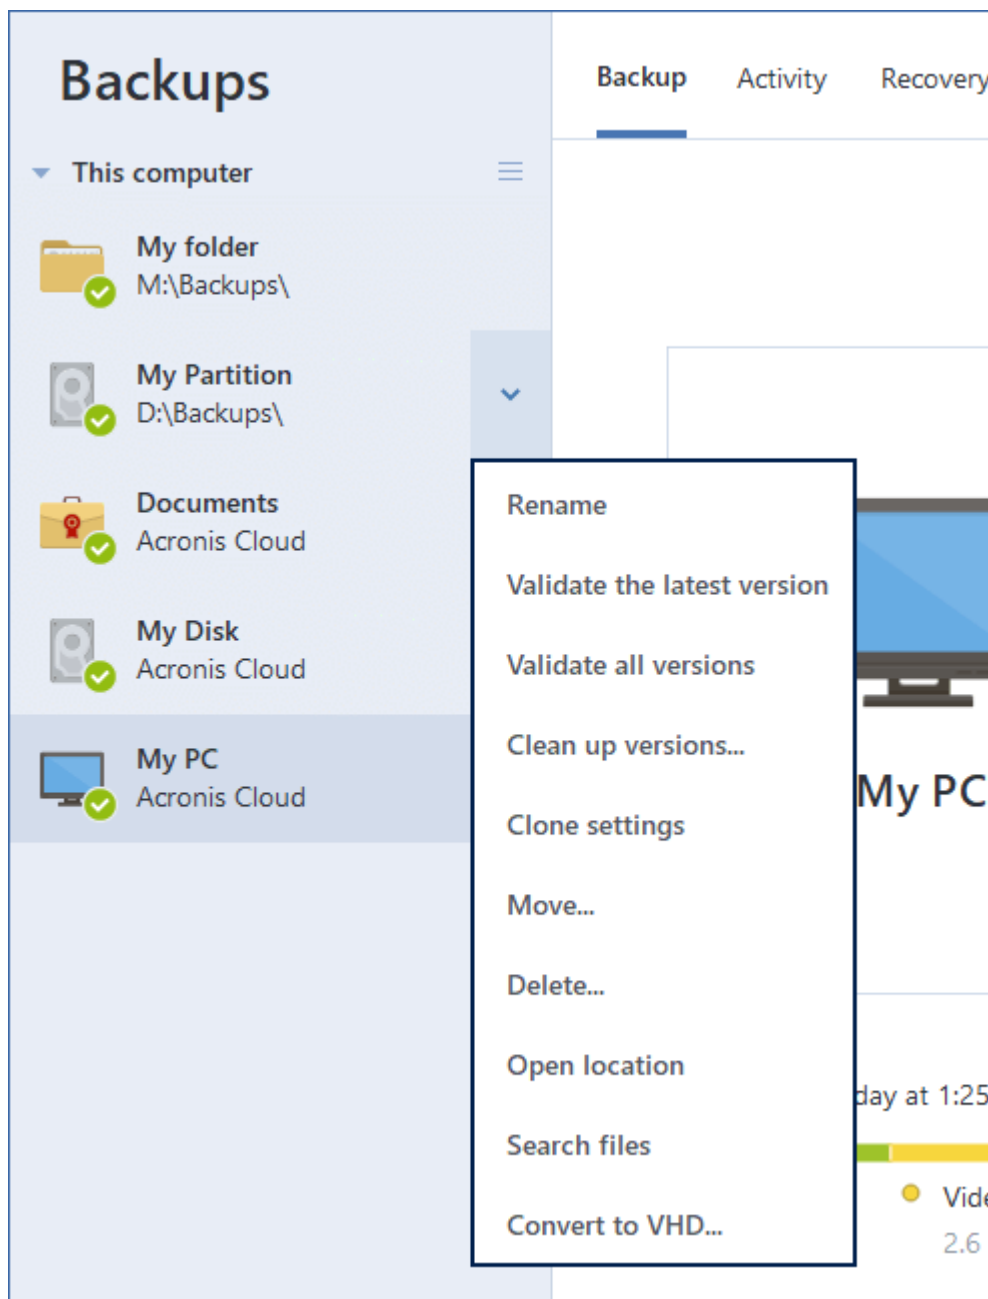 Backups
This computer
My folder
M:\Backups\
My Partition
D:\Backups\
Documents
Acronis Cloud
My Disk
Acronis Cloud
My PC
Acronis Cloud
Backup Activity Recovery
Rename
Validate the latest version
Validate all versions
Clean up versions...
Clone settings
Move...
Delete...
Open location
Search files
Convert to VHD...
My PC
day at 1:25
Vide
2.6